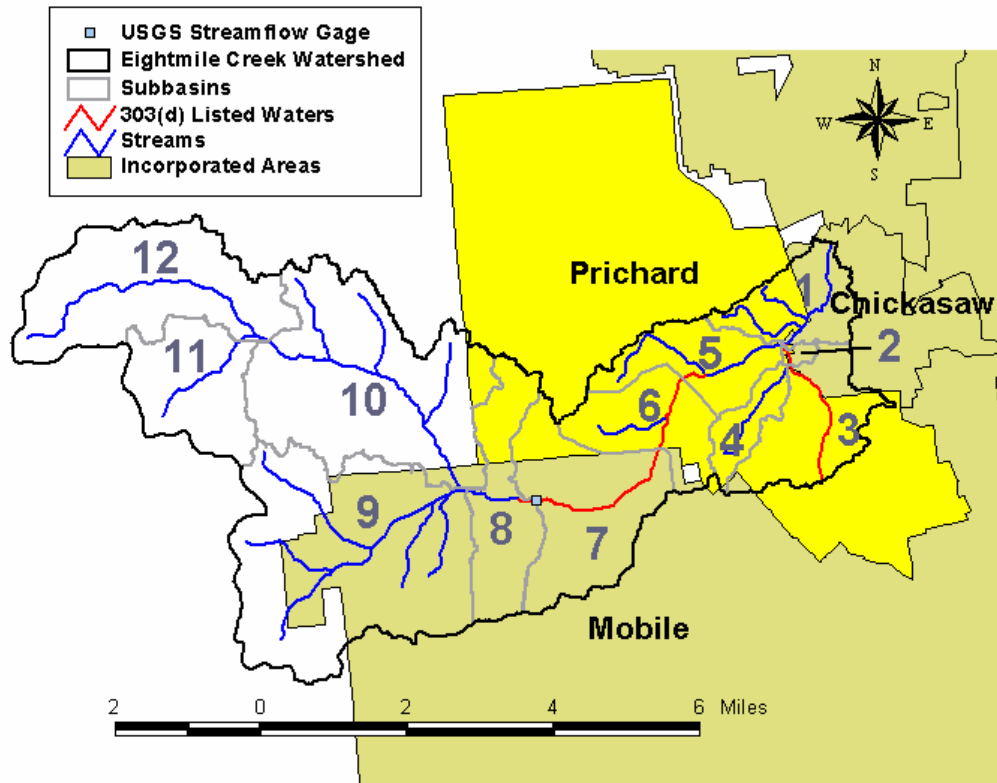 USGS Streamflow Gage
Eightmile Creek Watershed
Subbasins
303(d) Listed Waters
Streams
Incorporated Areas
N
W E
S
12
Prichard
1
Chickasaw
11
5
2
10
6
4
3
9
8
7
Mobile
2 0 2 4 6 Miles